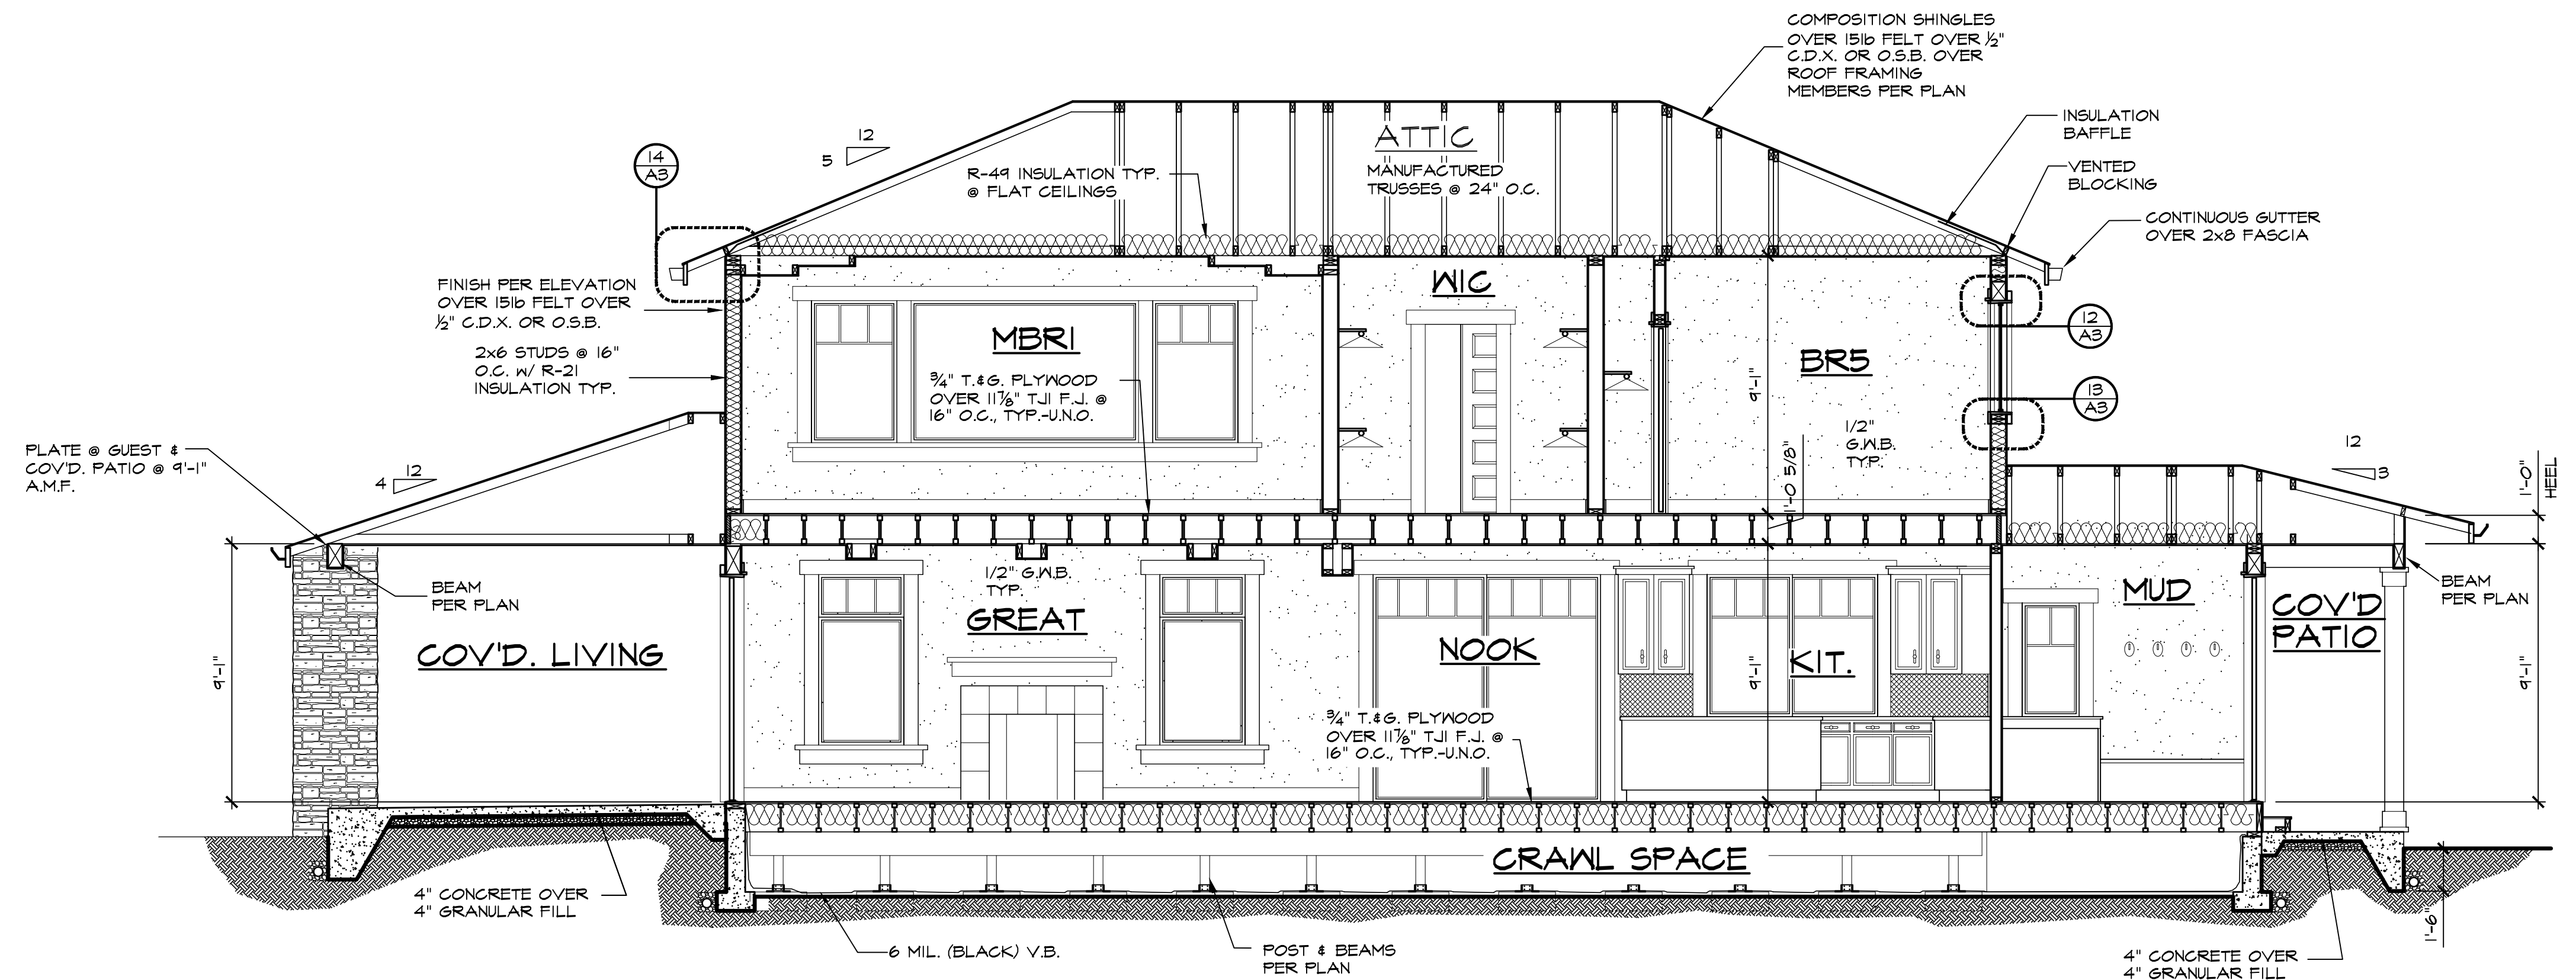 COMPOSITION SHINGLES
OVER 15lb FELT OVER ½"
C.D.X. OR O.S.B. OVER
ROOF FRAMING
MEMBERS PER PLAN
INSULATION
BAFFLE
VENTED
BLOCKING
CONTINUOUS GUTTER
OVER 2x8 FASCIA
12
5
14
A3
ATTIC
MANUFACTURED
TRUSSES @ 24" O.C.
R-49 INSULATION TYP.
@ FLAT CEILINGS
FINISH PER ELEVATION
OVER 15lb FELT OVER
½" C.D.X. OR O.S.B.
2x6 STUDS @ 16"
O.C. W/ R-21
INSULATION TYP.
MBR1
¾" T.&G. PLYWOOD
OVER 11⅞" TJI F.J. @
16" O.C., TYP.-U.N.O.
WIC
BR5
9'-1"
1/2"
G.W.B.
TYP.
1'-0 5/8"
12
A3
13
A3
PLATE @ GUEST &
COV'D. PATIO @ 9'-1"
A.M.F.
12
4
12
3
1'-0"
HEEL
BEAM
PER PLAN
COV'D. LIVING
9'-1"
1/2" G.W.B.
TYP.
GREAT
NOOK
KIT.
9'-1"
¾" T.&G. PLYWOOD
OVER 11⅞" TJI F.J. @
16" O.C., TYP.-U.N.O.
MUD
COV'D
PATIO
BEAM
PER PLAN
9'-1"
CRAWL SPACE
4" CONCRETE OVER
4" GRANULAR FILL
6 MIL. (BLACK) V.B.
POST & BEAMS
PER PLAN
1'-6"
4" CONCRETE OVER
4" GRANULAR FILL